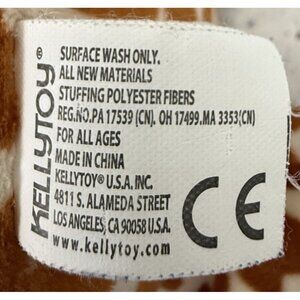 KELLYTOY®
SURFACE WASH ONLY.
ALL NEW MATERIALS
STUFFING POLYESTER FIBERS
REG.NO.PA 17539 (CN). OH 17499.MA 3353(CN)
FOR ALL AGES
MADE IN CHINA
KELLYTOY® U.S.A. INC.
4811 S. ALAMEDA STREET
LOS ANGELES, CA 90058 U.S.A.
www.kellytoy.com
CE